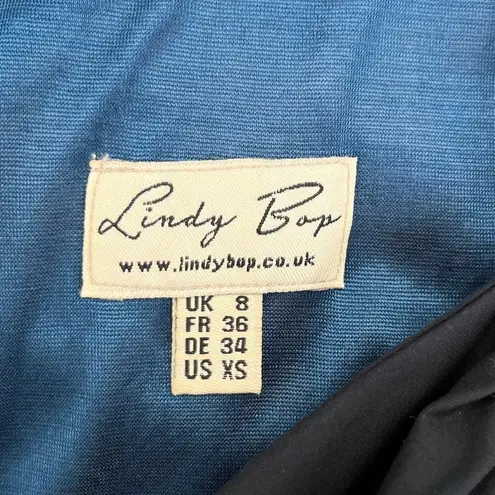 Lindy Bop
www.lindybop.co.uk
UK 8
FR 36
DE 34
US XS